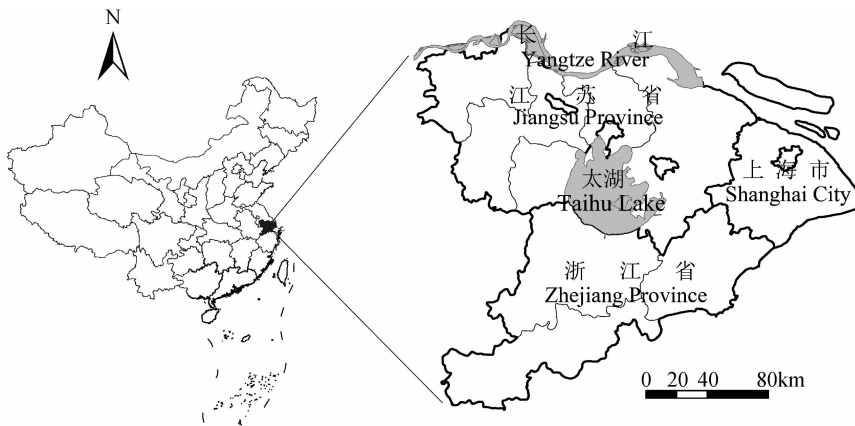 N
长 江
Yangtze River
江 苏 省
Jiangsu Province
太湖
Taihu Lake
上 海 市
Shanghai City
浙 江 省
Zhejiang Province
0 20 40 80km